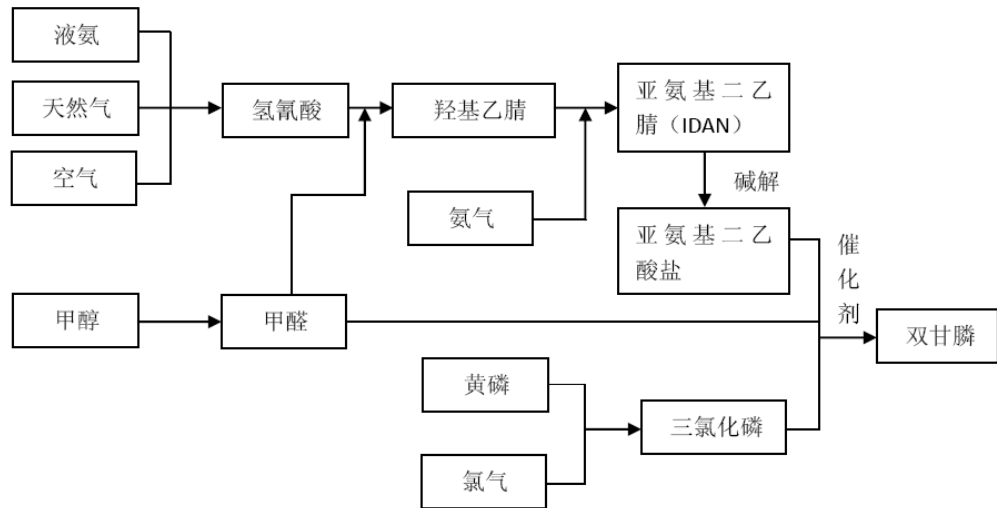 液氨
天然气
空气
氢氰酸
羟基乙腈
亚氨基二乙
腈（IDAN）
氨气
碱解
亚氨基二乙
酸盐
催
化
剂
甲醇
甲醛
双甘膦
黄磷
三氯化磷
氯气